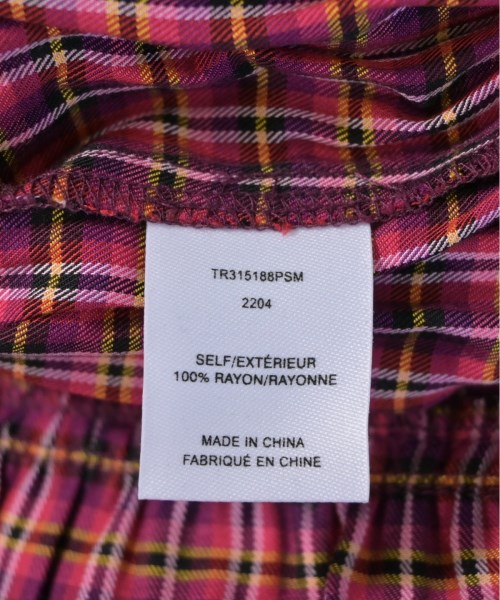 TR315188PSM
2204
SELF/EXTÉRIEUR
100% RAYON/RAYONNE
MADE IN CHINA
FABRIQUÉ EN CHINE